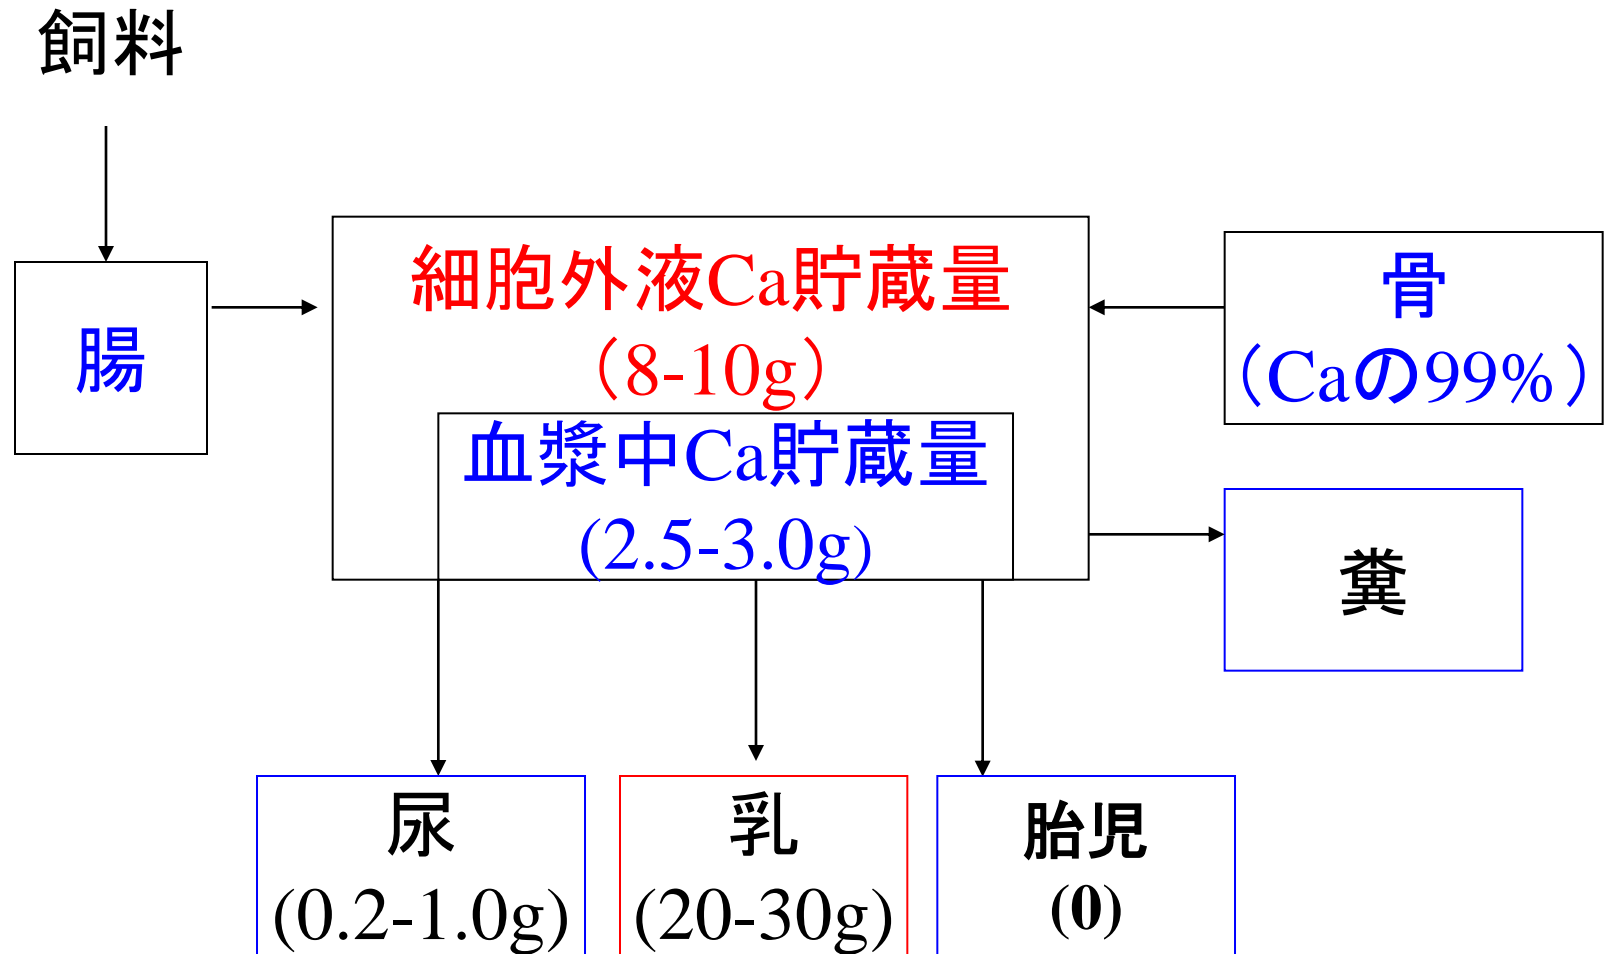 飼料
腸
細胞外液Ca貯蔵量
（8-10g）
血漿中Ca貯蔵量
(2.5-3.0g)
骨
（Caの99%）
糞
尿
(0.2-1.0g)
乳
(20-30g)
胎児
(0)